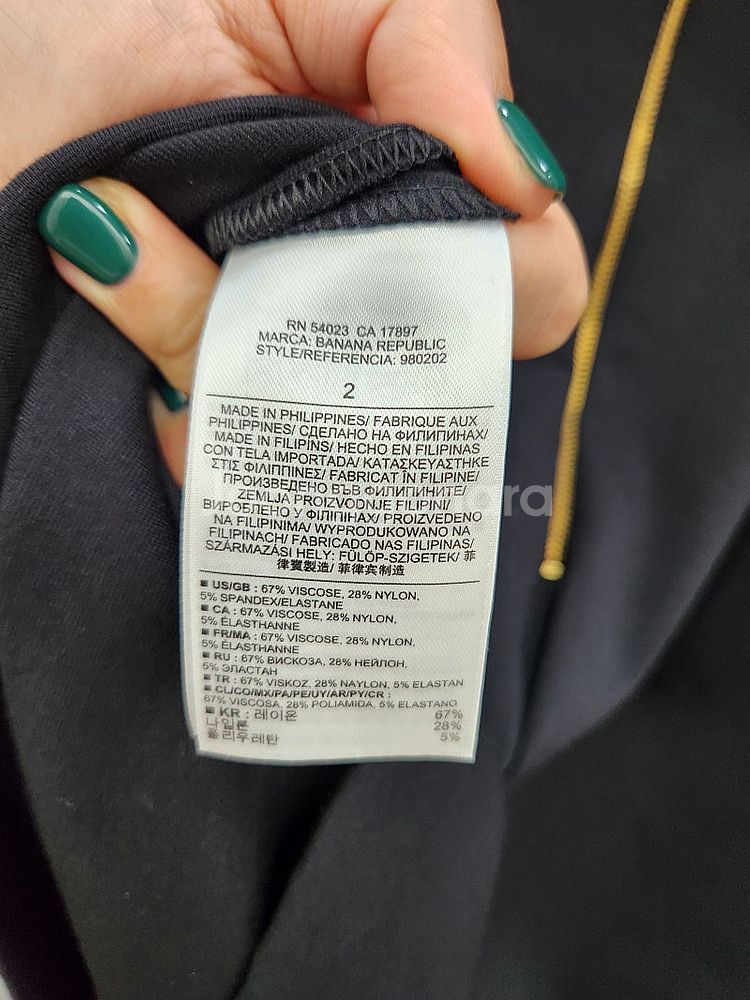 RN 54023 CA 17897
MARCA: BANANA REPUBLIC
STYLE/REFERENCIA: 980202
2
MADE IN PHILIPPINES/ FABRIQUE AUX
PHILIPPINES/ СДЕЛАНО НА ФИЛИПИНАХ/
MADE IN FILIPINS/ HECHO EN FILIPINAS
CON TELA IMPORTADA/ ΚΑΤΑΣΚΕΥΑΣΤΗΚΕ
ΣΤΙΣ ΦΙΛΙΠΠΙΝΕΣ/ FABRICAT ÎN FILIPINE/
ПРОИЗВЕДЕНО ВЪВ ФИЛИПИНИТЕ/
ZEMLJA PROIZVODNJE FILIPINI/
ВИРОБЛЕНО У ФІЛІПІНАХ/ PROIZVEDENO
NA FILIPINIMA/ WYPRODUKOWANO NA
FILIPINACH/ FABRICADO NAS FILIPINAS/
SZÁRMAZÁSI HELY: FÜLÖP-SZIGETEK/ 菲
律賓製造/ 菲律宾制造
■ US/GB : 67% VISCOSE, 28% NYLON,
5% SPANDEX/ELASTANE
■ CA : 67% VISCOSE, 28% NYLON,
5% ÉLASTHANNE
■ FR/MA : 67% VISCOSE, 28% NYLON,
5% ÉLASTHANNE
■ RU : 67% ВИСКОЗА, 28% НЕЙЛОН,
5% ЭЛАСТАН
■ TR : 67% VISKOZ, 28% NAYLON, 5% ELASTAN
■ CL/CO/MX/PA/PE/UY/AR/PY/CR :
67% VISCOSA, 28% POLIAMIDA, 5% ELASTANO
■ KR : 레이온 67%
나일론 28%
폴리우레탄 5%